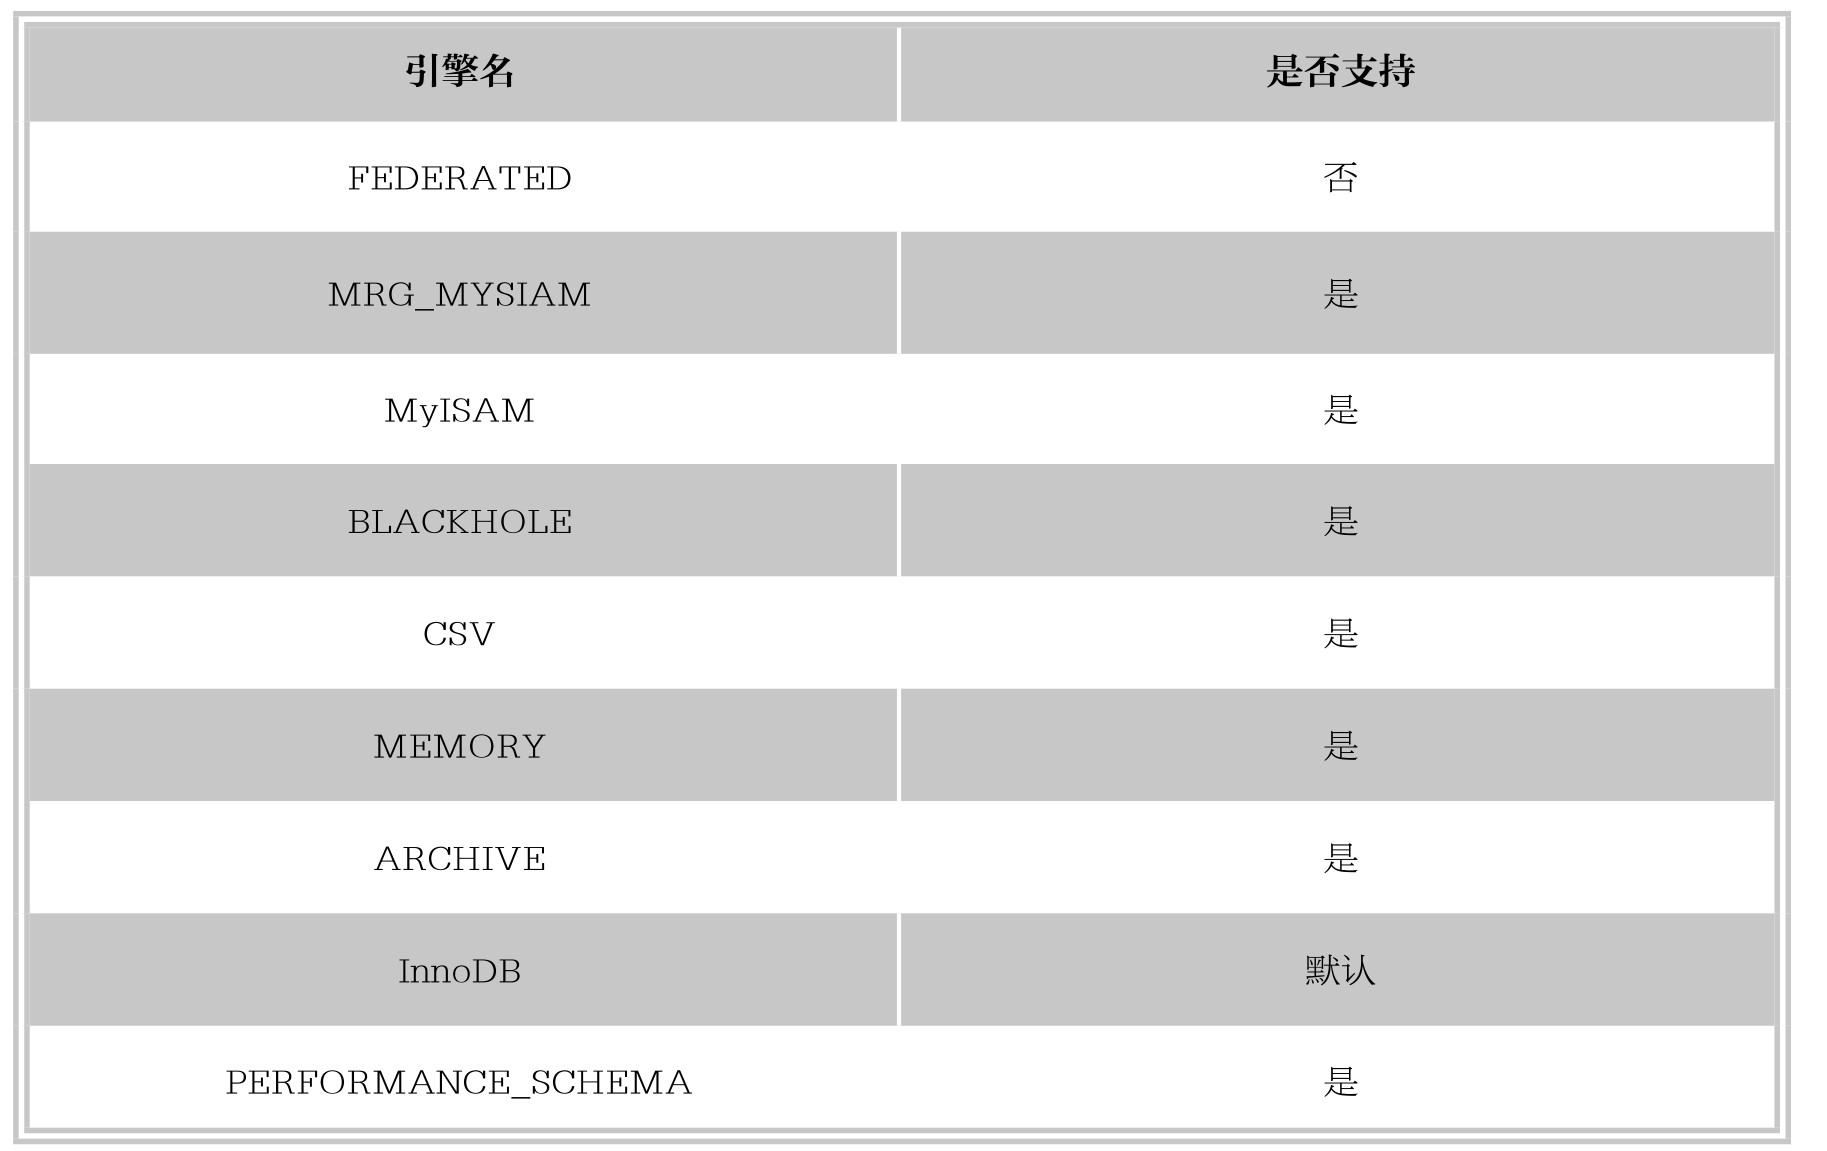 引擎名 是否支持
FEDERATED 否
MRG_MYSIAM 是
MyISAM 是
BLACKHOLE 是
CSV 是
MEMORY 是
ARCHIVE 是
InnoDB 默认
PERFORMANCE_SCHEMA 是